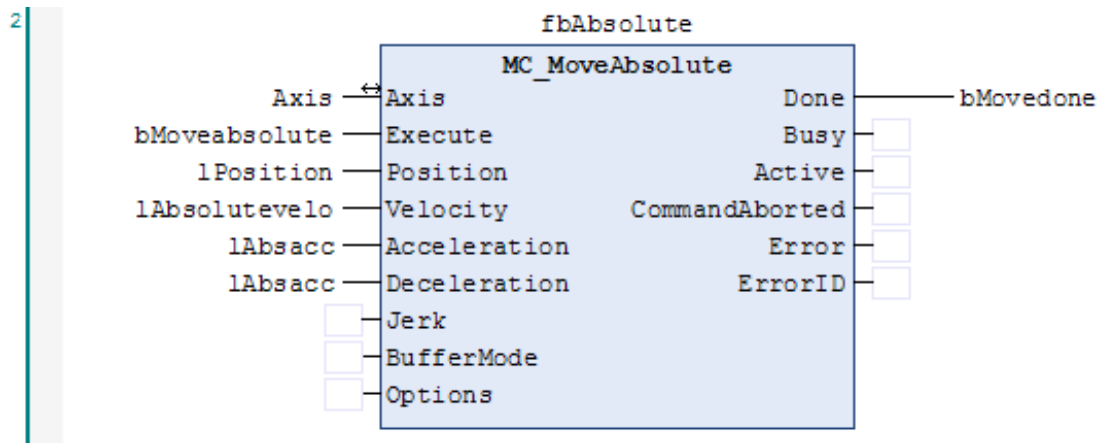 2
fbAbsolute
MC_MoveAbsolute
Axis Axis Done bMovedone
bMoveabsolute Execute Busy
lPosition Position Active
lAbsolutevelo Velocity CommandAborted
lAbsacc Acceleration Error
lAbsacc Deceleration ErrorID
Jerk
BufferMode
Options